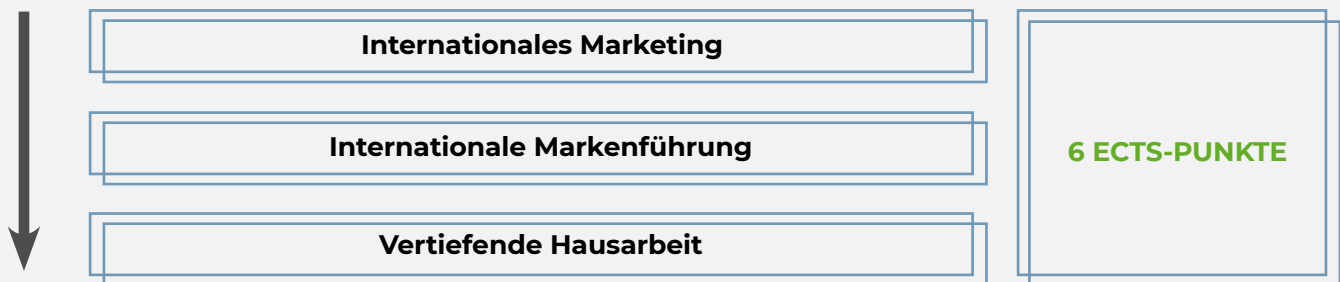 Internationales Marketing
Internationale Markenführung
6 ECTS-PUNKTE
Vertiefende Hausarbeit